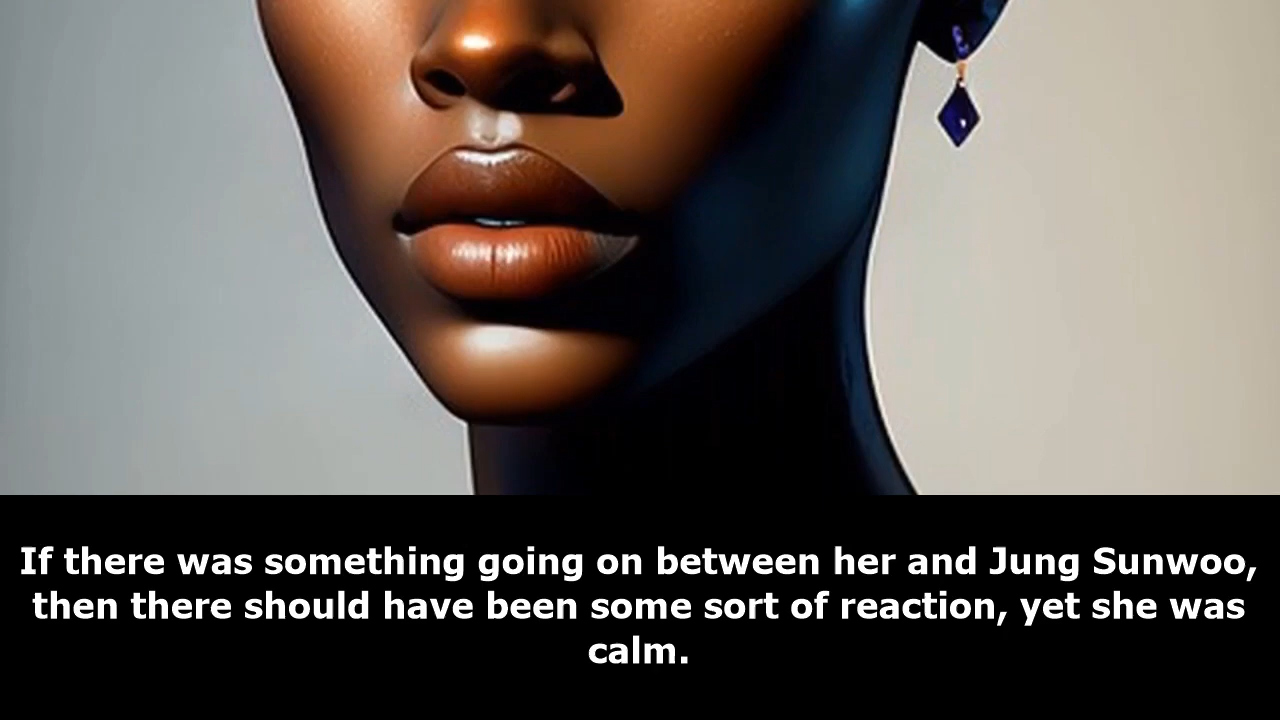 If there was something going on between her and Jung Sunwoo,
then there should have been some sort of reaction, yet she was
calm.